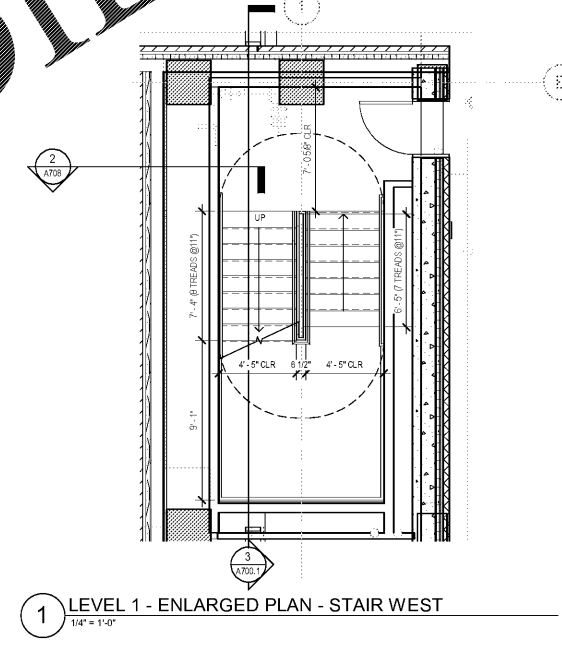 1
2
A708
7' - 0 5/8" CLR
UP
7' - 4" (8 TREADS @11")
6' - 5" (7 TREADS @11")
4' - 5" CLR
6 1/2"
4' - 5" CLR
9' - 1"
3
A700.1
1
LEVEL 1 - ENLARGED PLAN - STAIR WEST
1/4" = 1'-0"